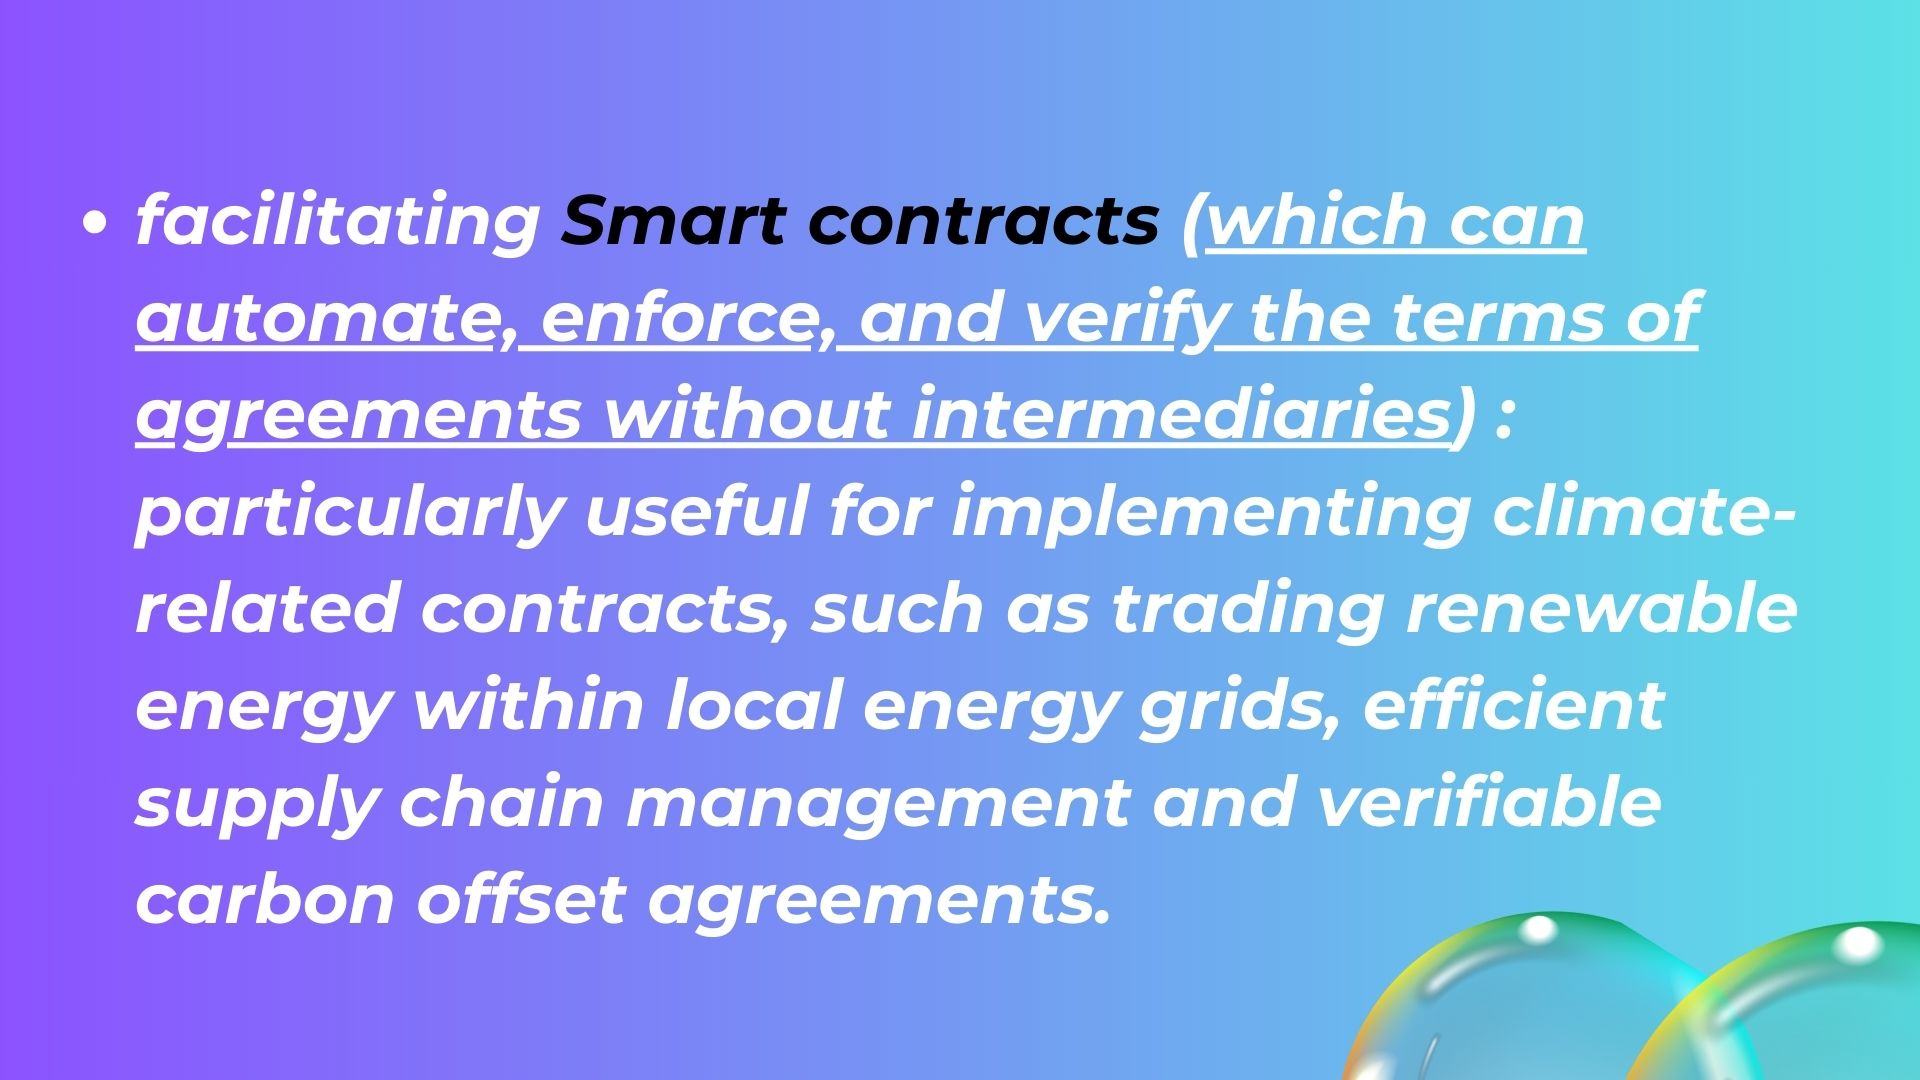 • facilitating Smart contracts (which can
automate, enforce, and verify the terms of
agreements without intermediaries) :
particularly useful for implementing climate-
related contracts, such as trading renewable
energy within local energy grids, efficient
supply chain management and verifiable
carbon offset agreements.